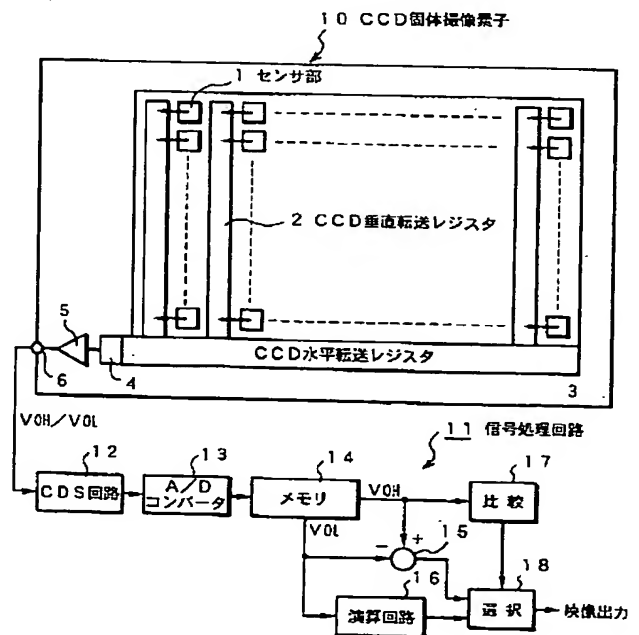 10 CCD固体撮像素子
1 センサ部
2 CCD垂直転送レジスタ
5
CCD水平転送レジスタ
6
4
3
VOH/VOL
11 信号処理回路
12
13
14
17
CDS回路
A/D
コンバータ
メモリ
VOH
比較
VOL
− + 15
16
18
演算回路
選択
映像出力